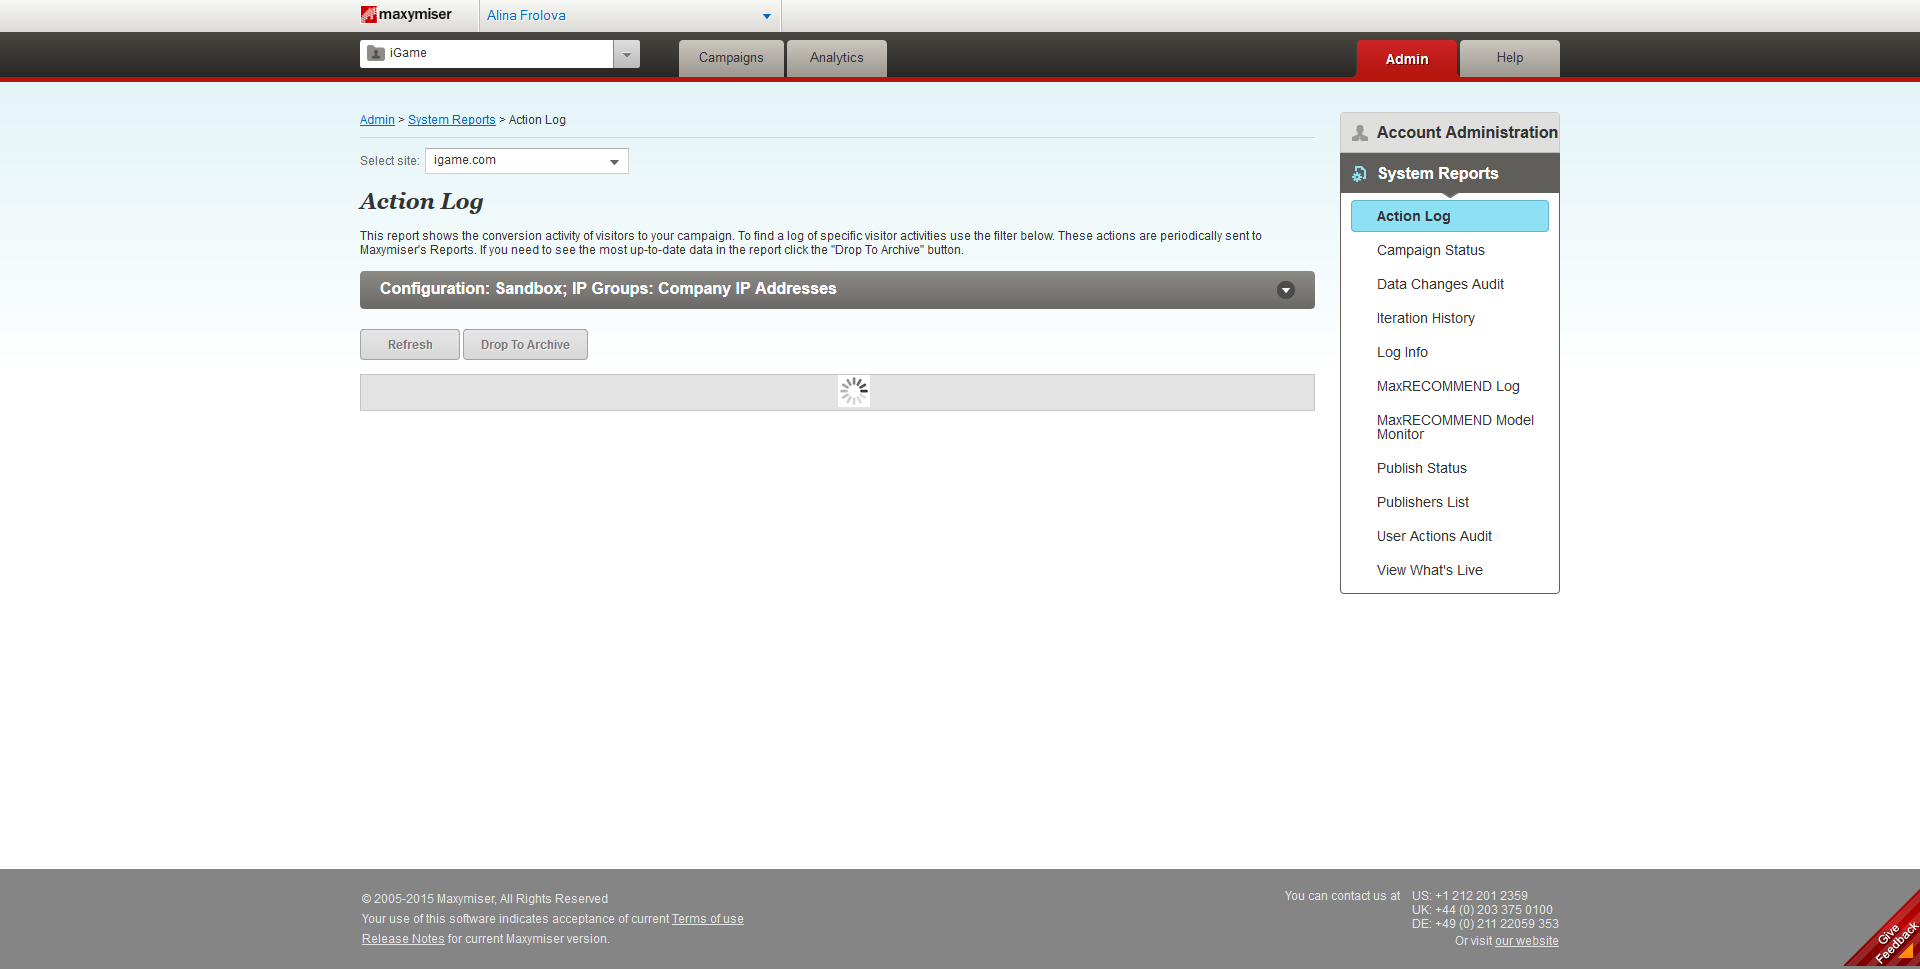 maxymiser
Alina Frolova
iGame
Campaigns
Analytics
Admin
Help
Admin > System Reports > Action Log
Select site: igame.com
Action Log
This report shows the conversion activity of visitors to your campaign. To find a log of specific visitor activities use the filter below. These actions are periodically sent to
Maxymiser's Reports. If you need to see the most up-to-date data in the report click the "Drop To Archive" button.
Configuration: Sandbox; IP Groups: Company IP Addresses
Refresh
Drop To Archive
Account Administration
System Reports
Action Log
Campaign Status
Data Changes Audit
Iteration History
Log Info
MaxRECOMMEND Log
MaxRECOMMEND Model
Monitor
Publish Status
Publishers List
User Actions Audit
View What's Live
© 2005-2015 Maxymiser, All Rights Reserved
Your use of this software indicates acceptance of current Terms of use
Release Notes for current Maxymiser version.
You can contact us at US: +1 212 201 2359
UK: +44 (0) 203 375 0100
DE: +49 (0) 211 22059 353
Or visit our website
Give
Feedback